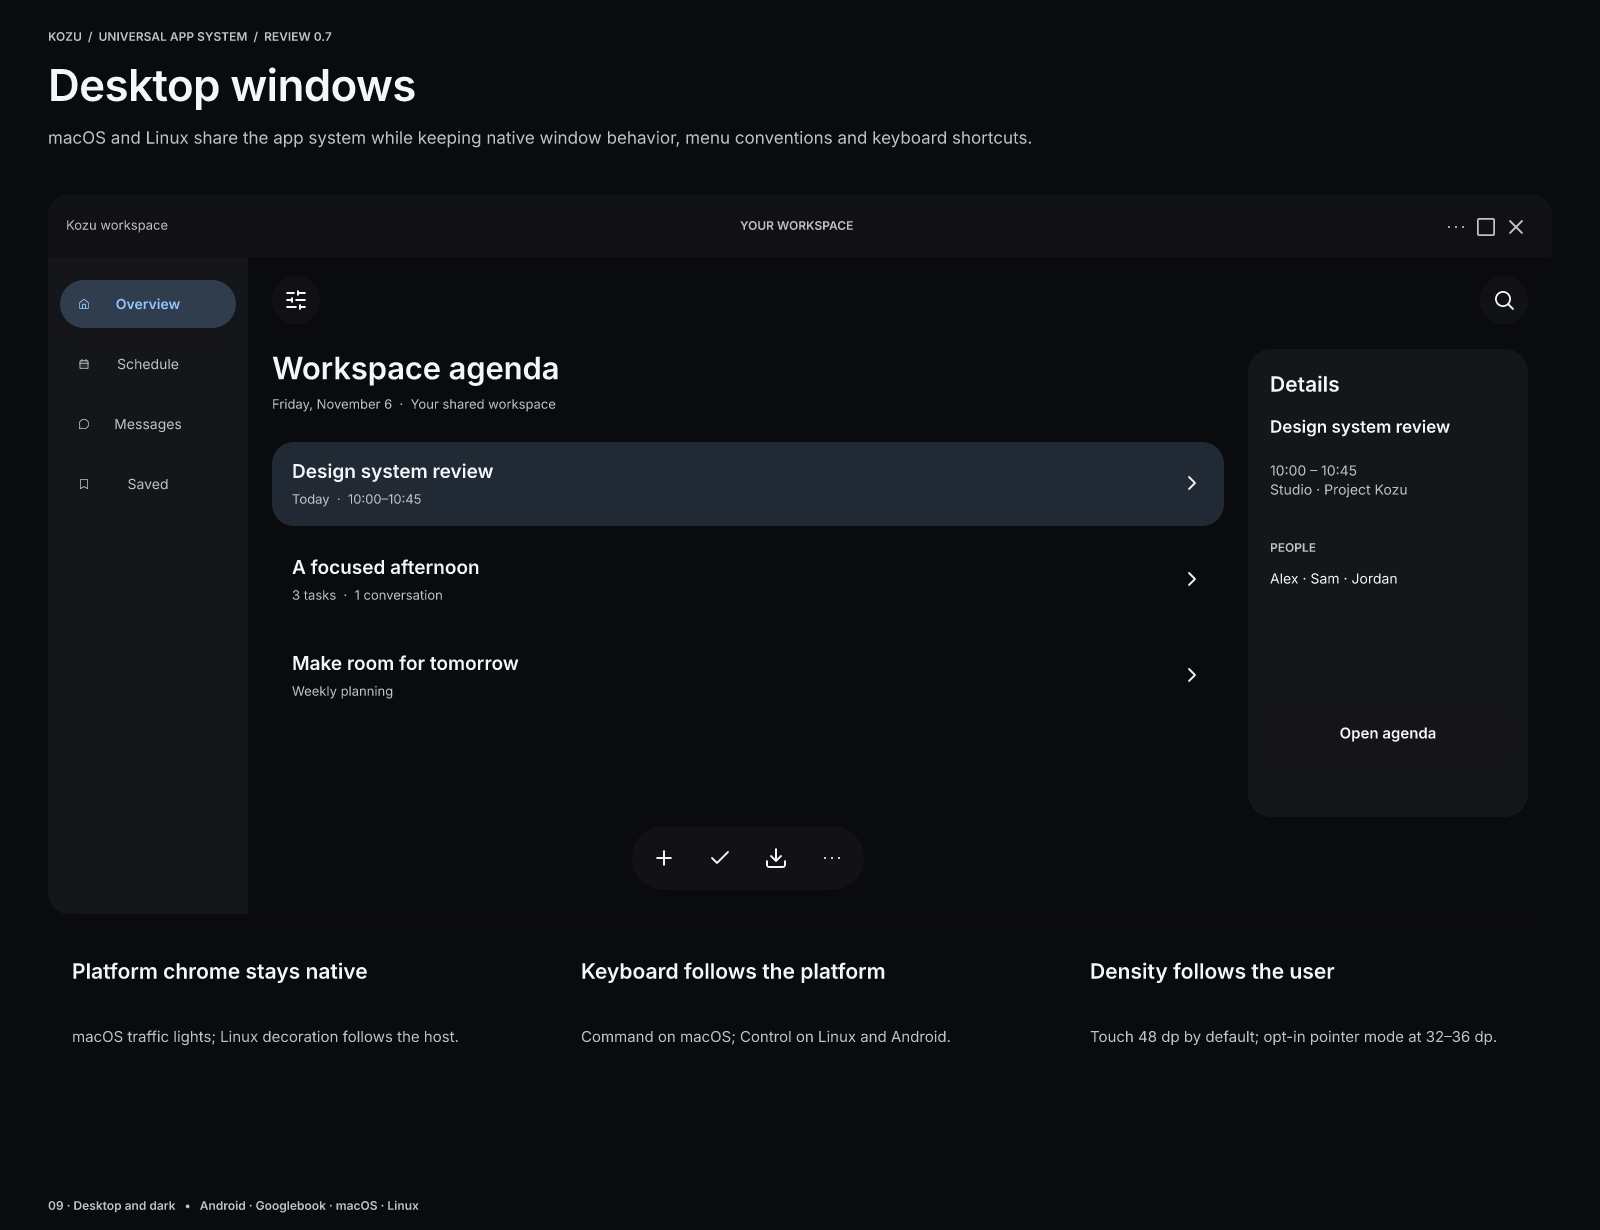 KOZU / UNIVERSAL APP SYSTEM / REVIEW 0.7
Desktop windows
macOS and Linux share the app system while keeping native window behavior, menu conventions and keyboard shortcuts.
Kozu workspace
YOUR WORKSPACE
Overview
Schedule
Messages
Saved
Workspace agenda
Friday, November 6 · Your shared workspace
Design system review
Today · 10:00–10:45
A focused afternoon
3 tasks · 1 conversation
Make room for tomorrow
Weekly planning
Details
Design system review
10:00 – 10:45
Studio · Project Kozu
PEOPLE
Alex · Sam · Jordan
Open agenda
Platform chrome stays native
macOS traffic lights; Linux decoration follows the host.
Keyboard follows the platform
Command on macOS; Control on Linux and Android.
Density follows the user
Touch 48 dp by default; opt-in pointer mode at 32–36 dp.
09 · Desktop and dark • Android · Googlebook · macOS · Linux